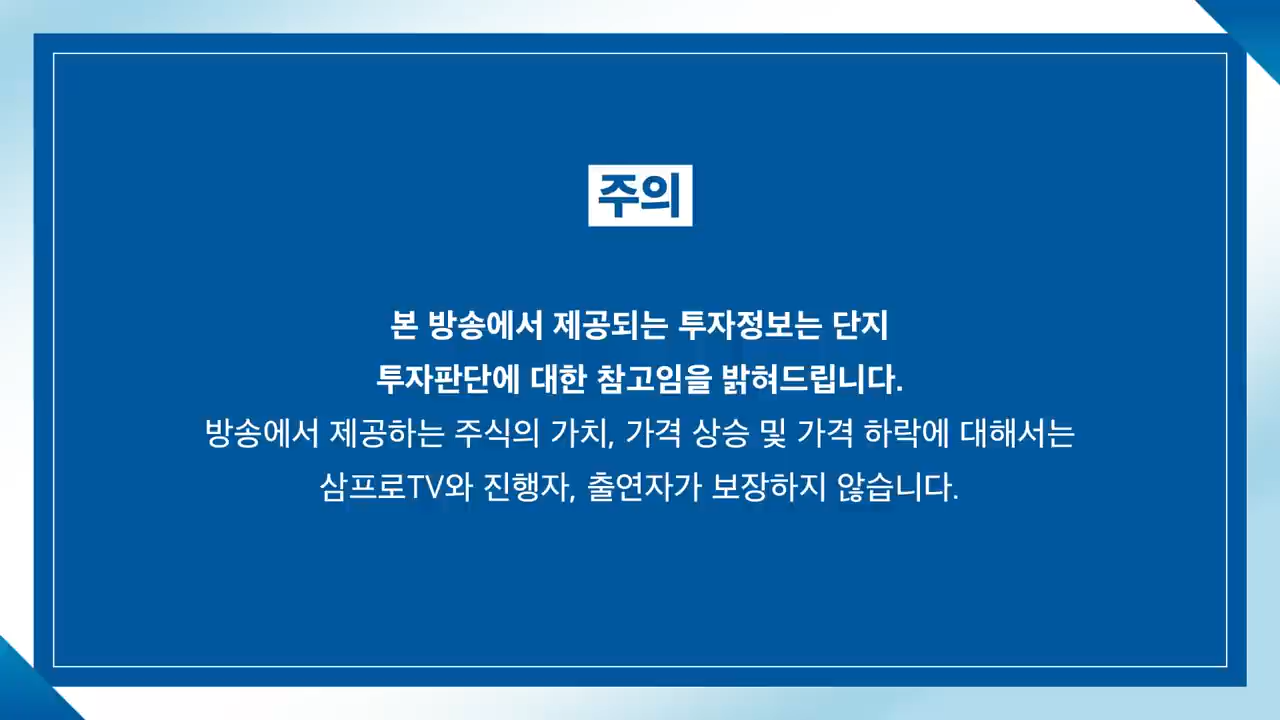 주의
본 방송에서 제공되는 투자정보는 단지
투자판단에 대한 참고임을 밝혀드립니다.
방송에서 제공하는 주식의 가치, 가격 상승 및 가격 하락에 대해서는
삼프로TV와 진행자, 출연자가 보장하지 않습니다.